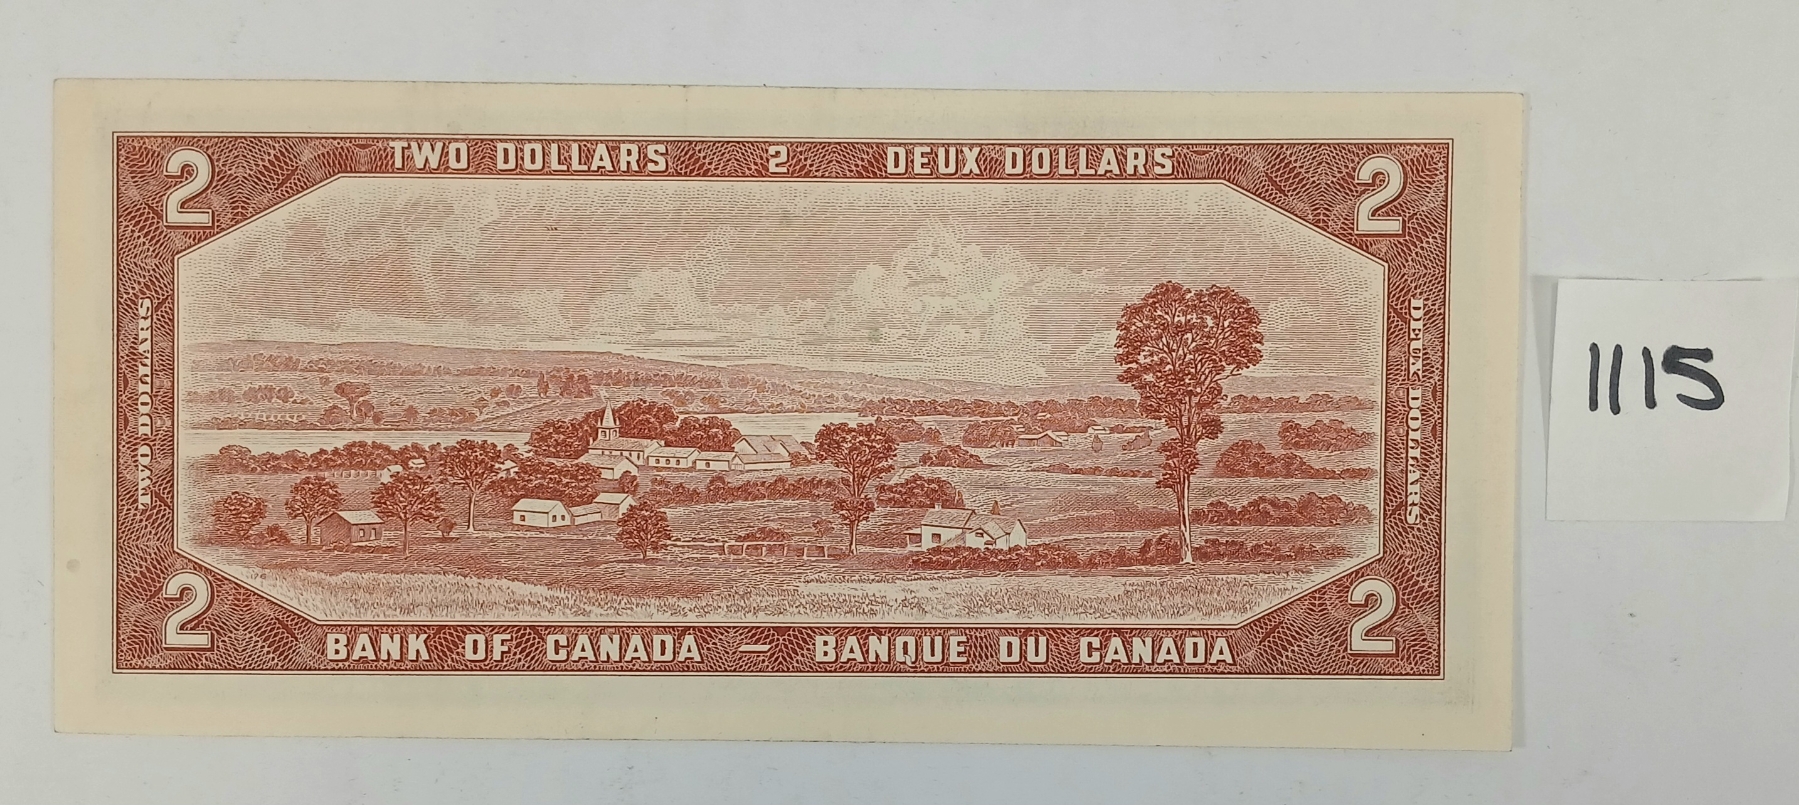 2 TWO DOLLARS 2 DEUX DOLLARS 2
TWO DOLLARS
DEUX DOLLARS
1115
2 BANK OF CANADA — BANQUE DU CANADA 2